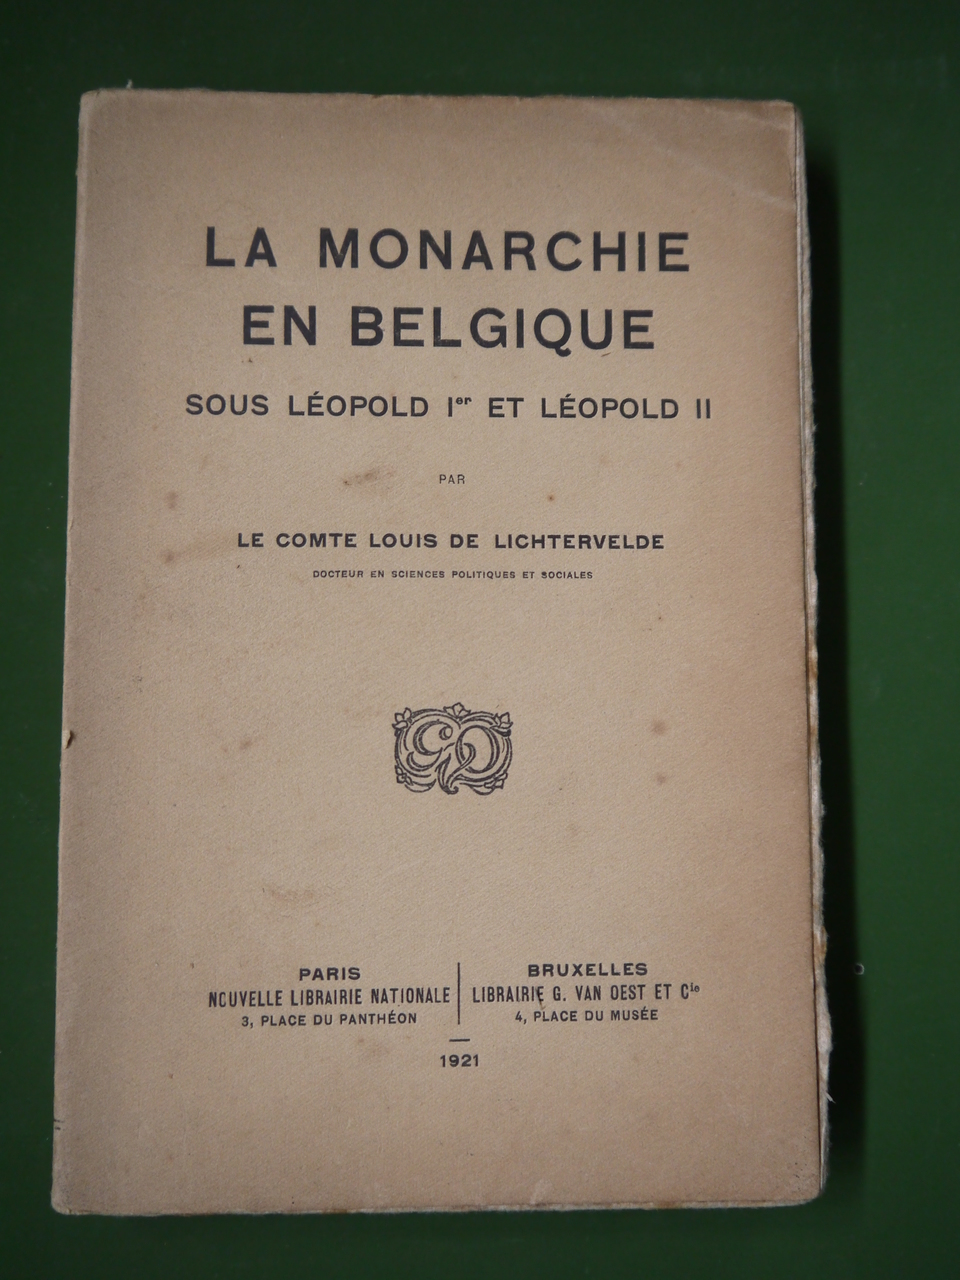 LA MONARCHIE
EN BELGIQUE
SOUS LÉOPOLD Ier ET LÉOPOLD II
PAR
LE COMTE LOUIS DE LICHTERVELDE
DOCTEUR EN SCIENCES POLITIQUES ET SOCIALES
PARIS
NOUVELLE LIBRAIRIE NATIONALE
3, PLACE DU PANTHÉON
BRUXELLES
LIBRAIRIE G. VAN OEST ET Cie
4, PLACE DU MUSÉE
1921